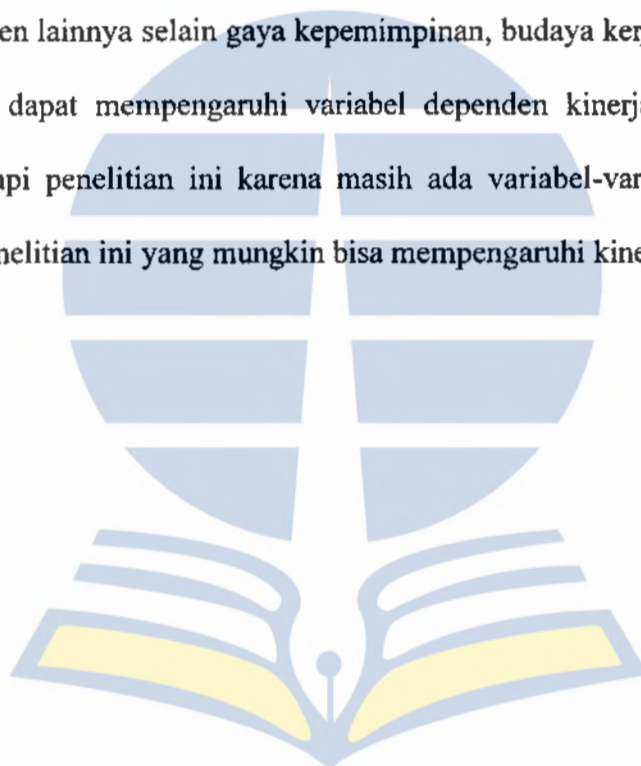 en lainnya selain gaya kepemimpinan, budaya ker
dapat mempengaruhi variabel dependen kinerj
api penelitian ini karena masih ada variabel-var
nelitian ini yang mungkin bisa mempengaruhi kine